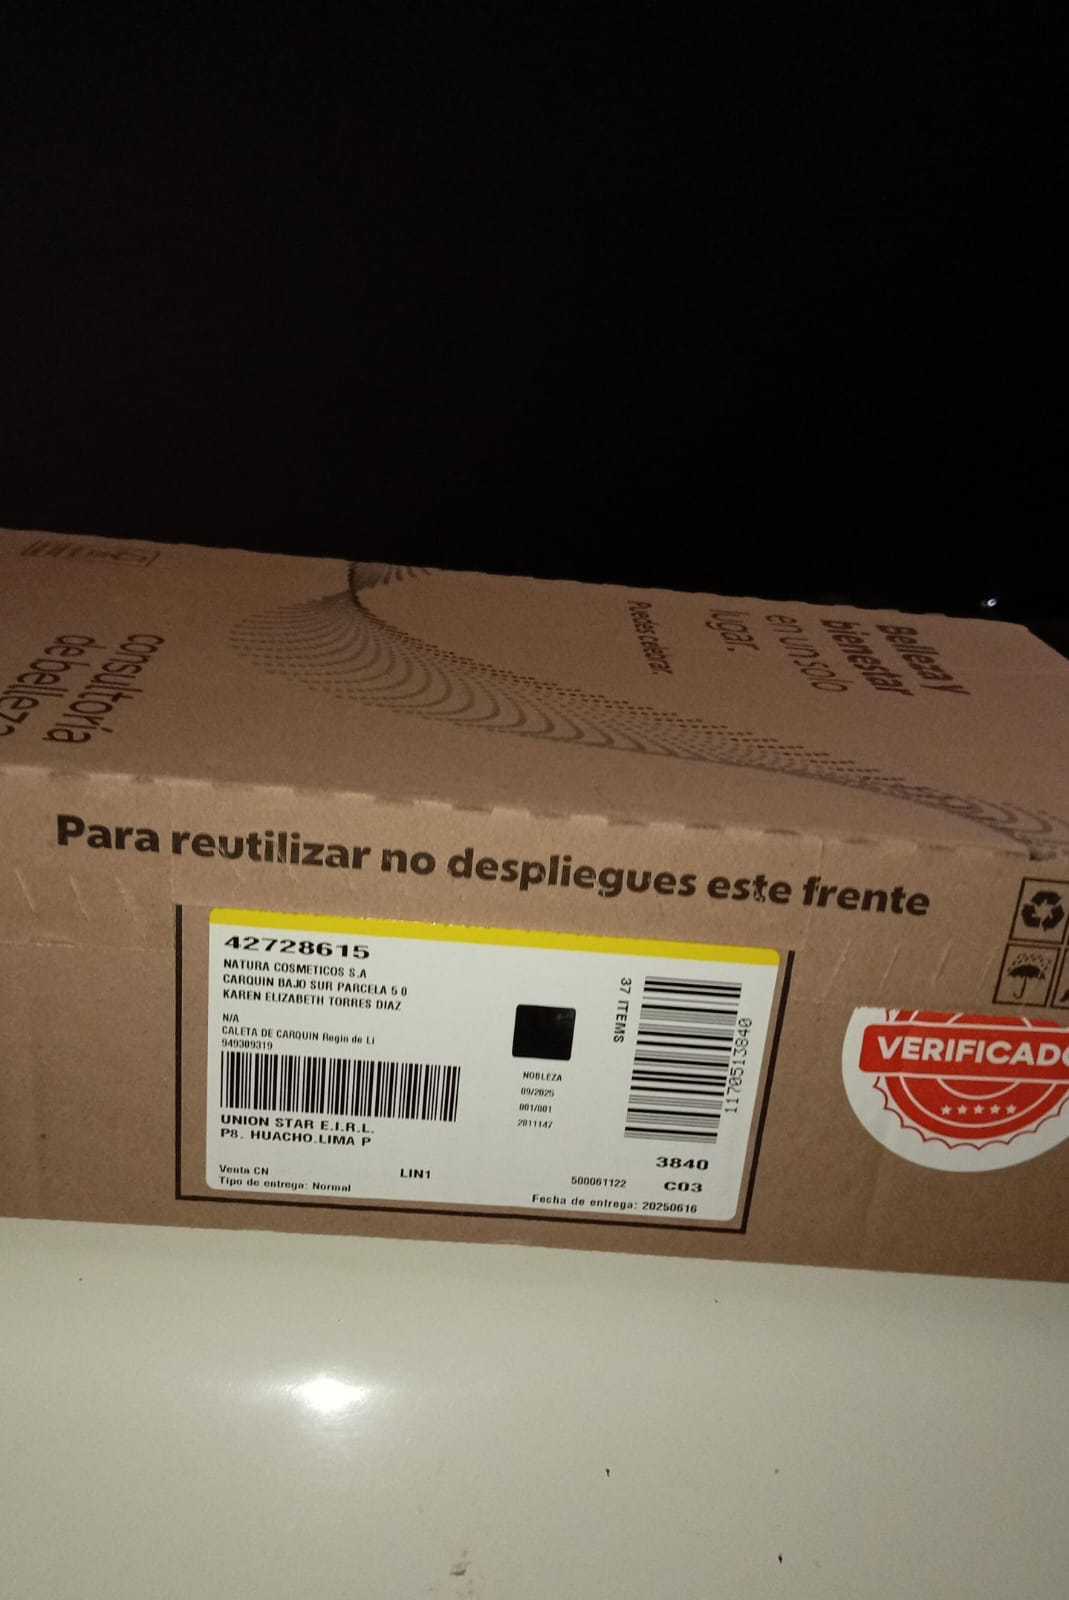 Belleza y
bienestar
en un solo
lugar.
Puedes celebrar.
consultoría
de belleza
Para reutilizar no despliegues este frente
42728615
NATURA COSMETICOS S.A
CARQUIN BAJO SUR PARCELA 5 0
KAREN ELIZABETH TORRES DIAZ
N/A
CALETA DE CARQUIN Regin de Li
949309319
UNION STAR E.I.R.L.
P8. HUACHO.LIMA P
Venta CN
Tipo de entrega: Normal
LIN1
NOBLEZA
09/2025
001/001
2811147
37 ITEMS
1170513840
3840
500061122
C03
Fecha de entrega: 20250616
VERIFICADO